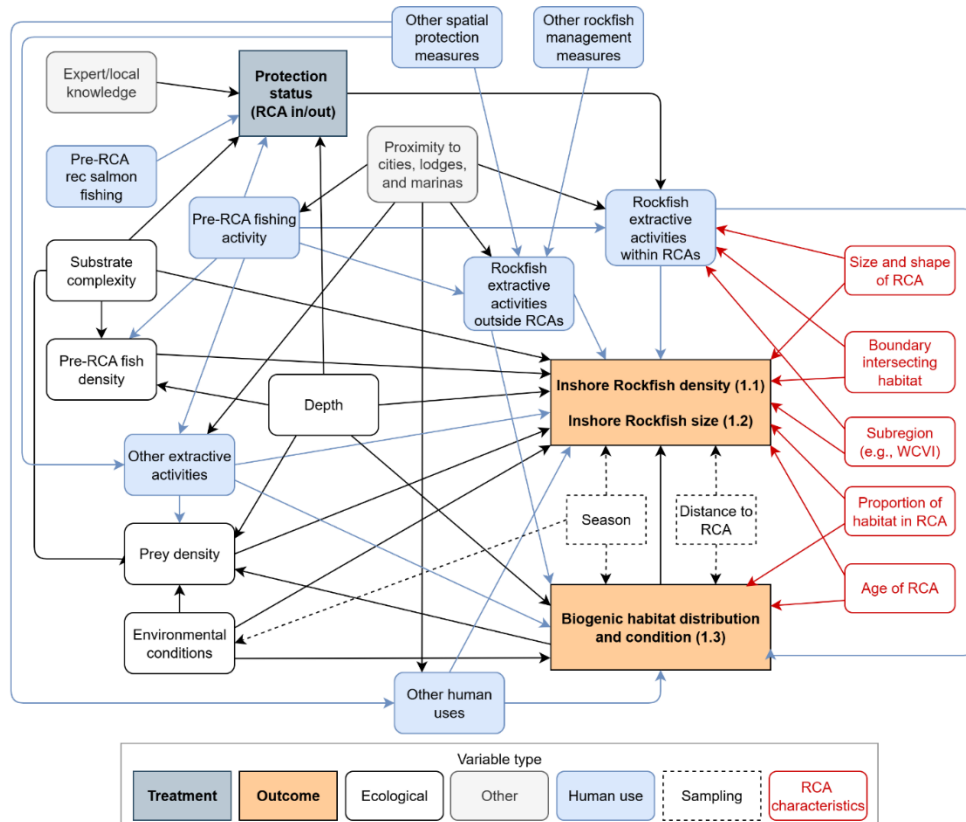 Other spatial
protection
measures
Other rockfish
management
measures
Expert/local
knowledge
Protection
status
(RCA in/out)
Pre-RCA
rec salmon
fishing
Proximity to
cities, lodges,
and marinas
Pre-RCA fishing
activity
Rockfish
extractive
activities
within RCAs
Substrate
complexity
Rockfish
extractive
activities
outside RCAs
Size and shape
of RCA
Pre-RCA fish
density
Boundary
intersecting
habitat
Depth
Inshore Rockfish density (1.1)
Inshore Rockfish size (1.2)
Subregion
(e.g., WCVI)
Other extractive
activities
Season
Distance to
RCA
Proportion of
habitat in RCA
Prey density
Age of RCA
Environmental
conditions
Biogenic habitat distribution
and condition (1.3)
Other human
uses
Variable type
Treatment
Outcome
Ecological
Other
Human use
Sampling
RCA
characteristics